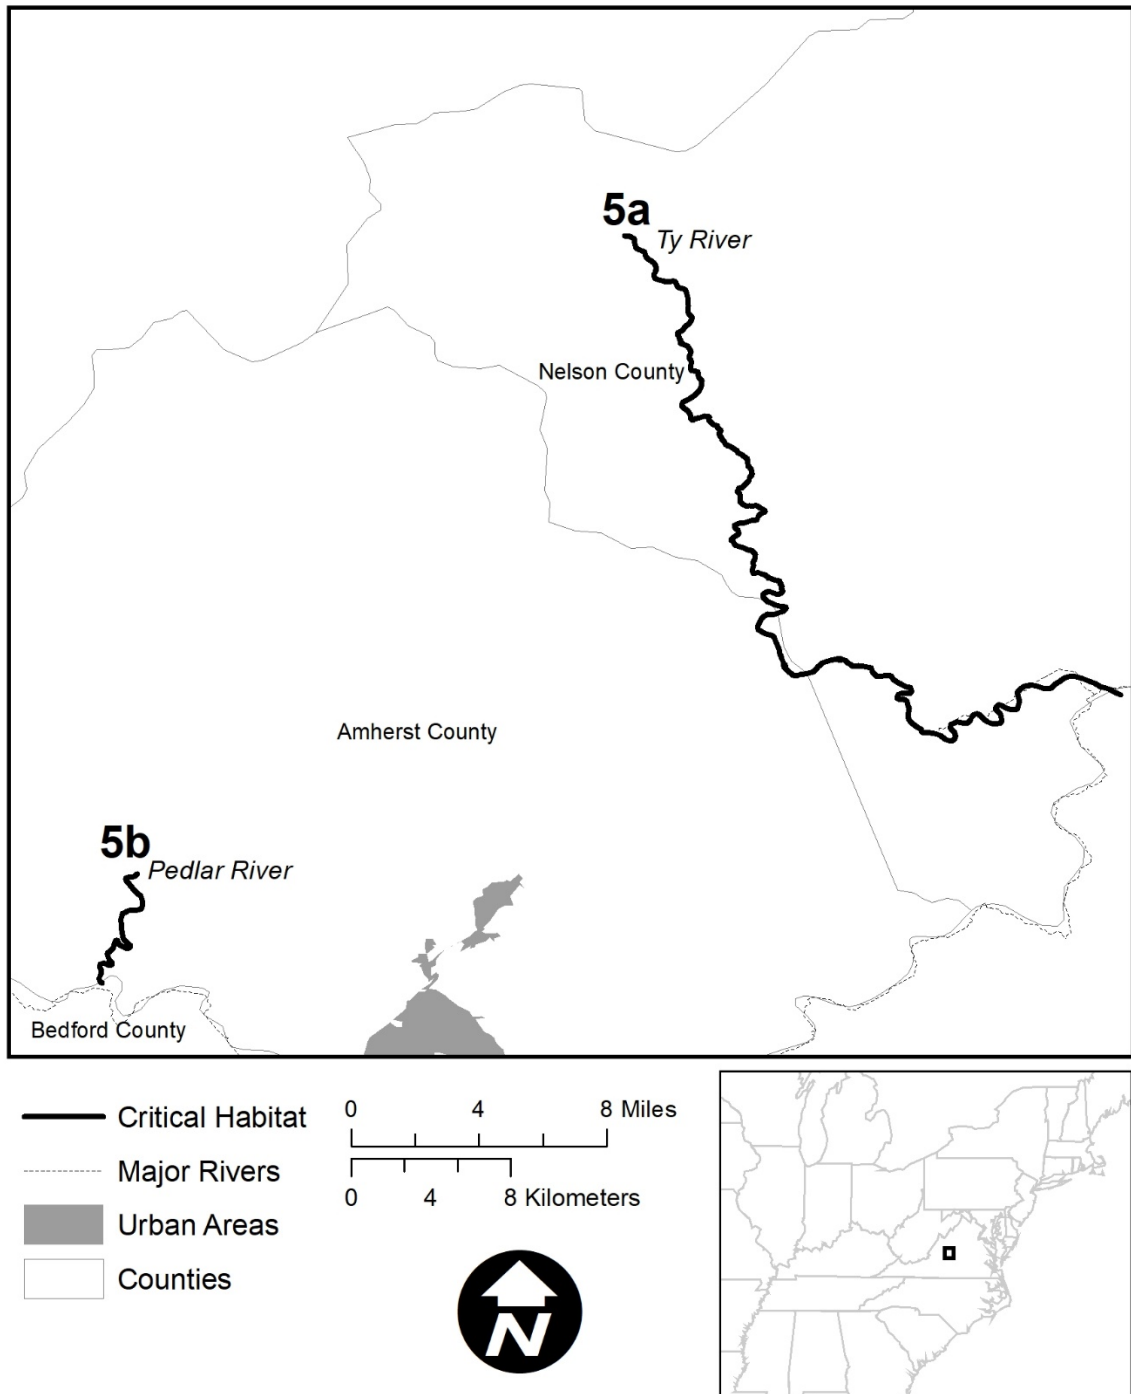 5a
Ty River
Nelson County
Amherst County
5b
Pedlar River
Bedford County
Critical Habitat
Major Rivers
Urban Areas
Counties
0 4 8 Miles
0 4 8 Kilometers
N